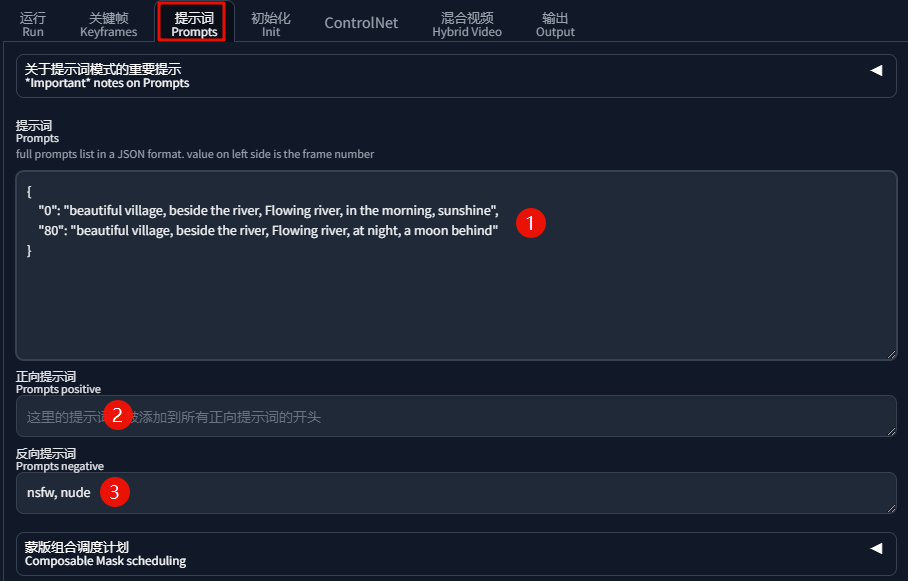 运行 关键帧 提示词 初始化 ControlNet 混合视频 输出
Run Keyframes Prompts Init Hybrid Video Output
关于提示词模式的重要提示
*Important* notes on Prompts
提示词
Prompts
full prompts list in a JSON format. value on left side is the frame number
{
"0": "beautiful village, beside the river, Flowing river, in the morning, sunshine",
"80": "beautiful village, beside the river, Flowing river, at night, a moon behind"
1
}
正向提示词
Prompts positive
这里的提示词 2 被添加到所有正向提示词的开头
反向提示词
Prompts negative
nsfw, nude 3
蒙版组合调度计划
Composable Mask scheduling